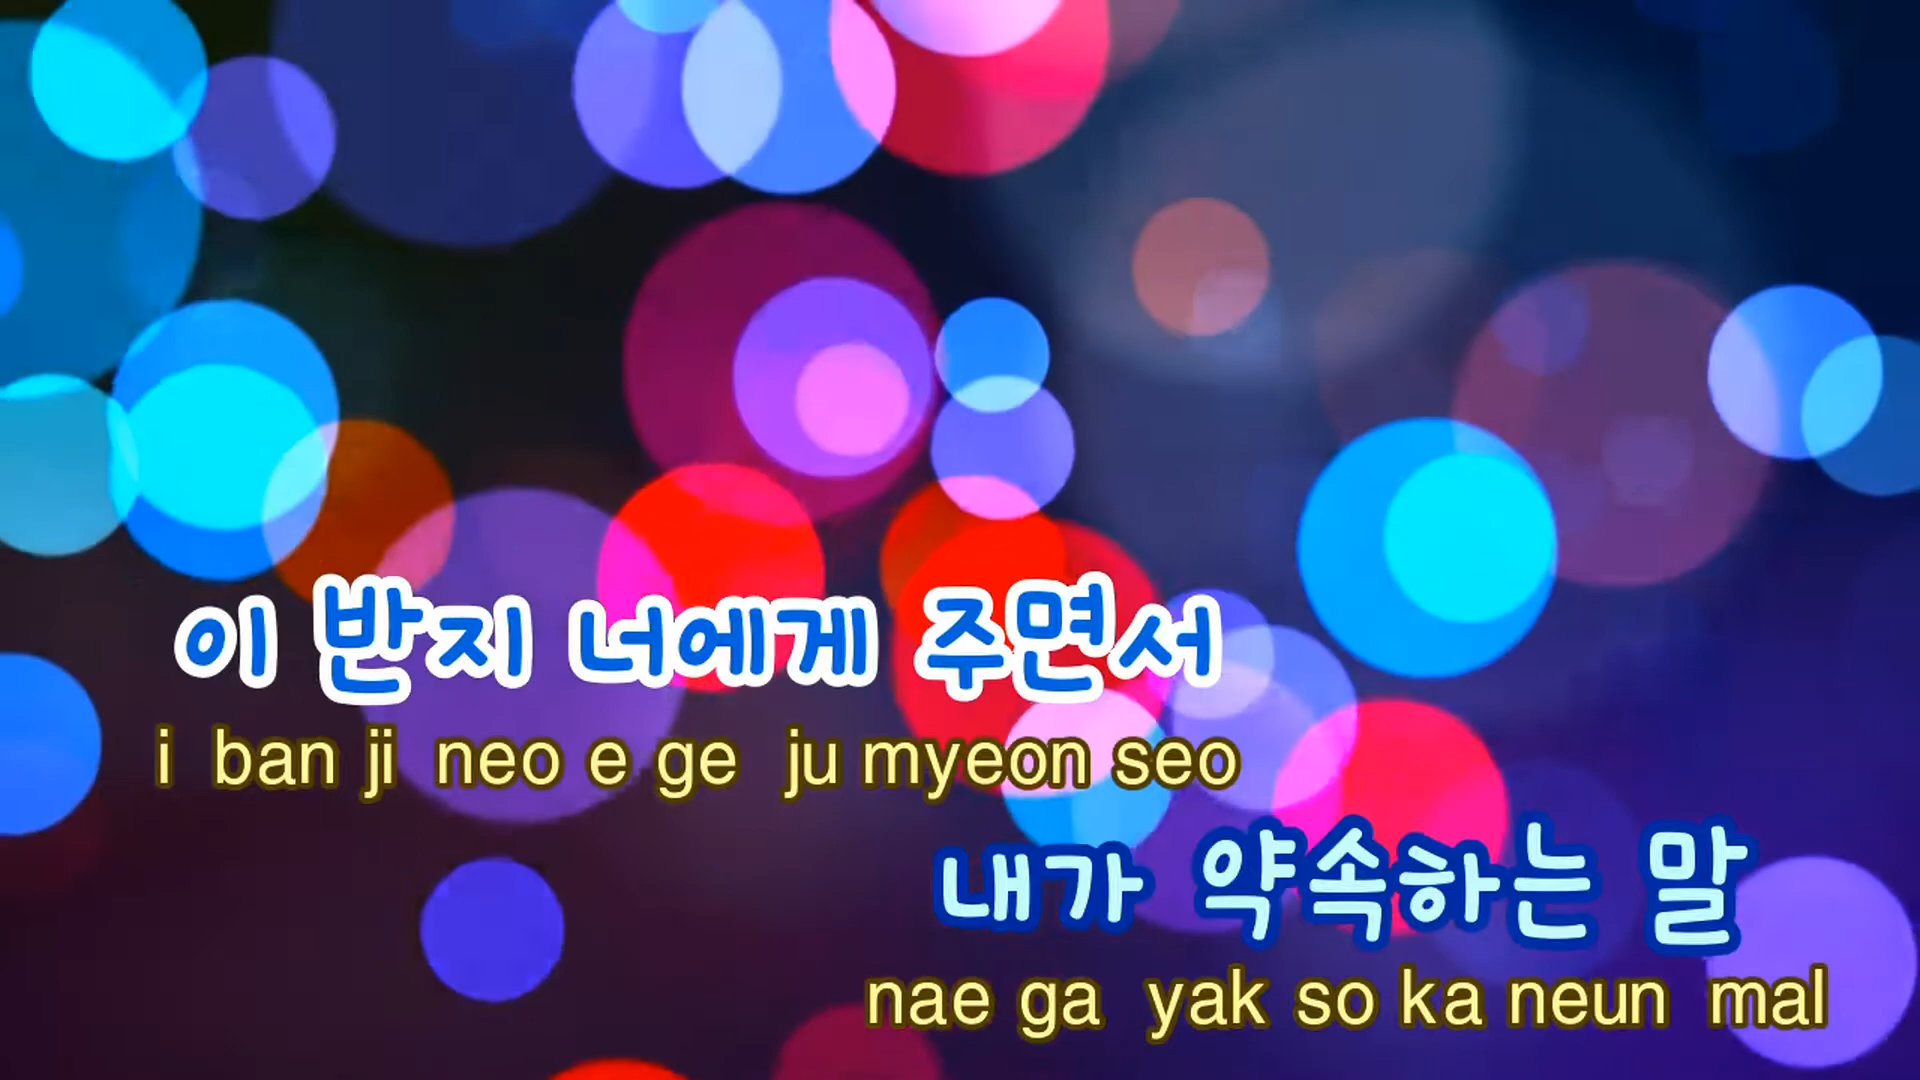 이 반지 너에게 주면서
i ban ji neo e ge ju myeon seo
내가 약속하는 말
nae ga yak so ka neun mal